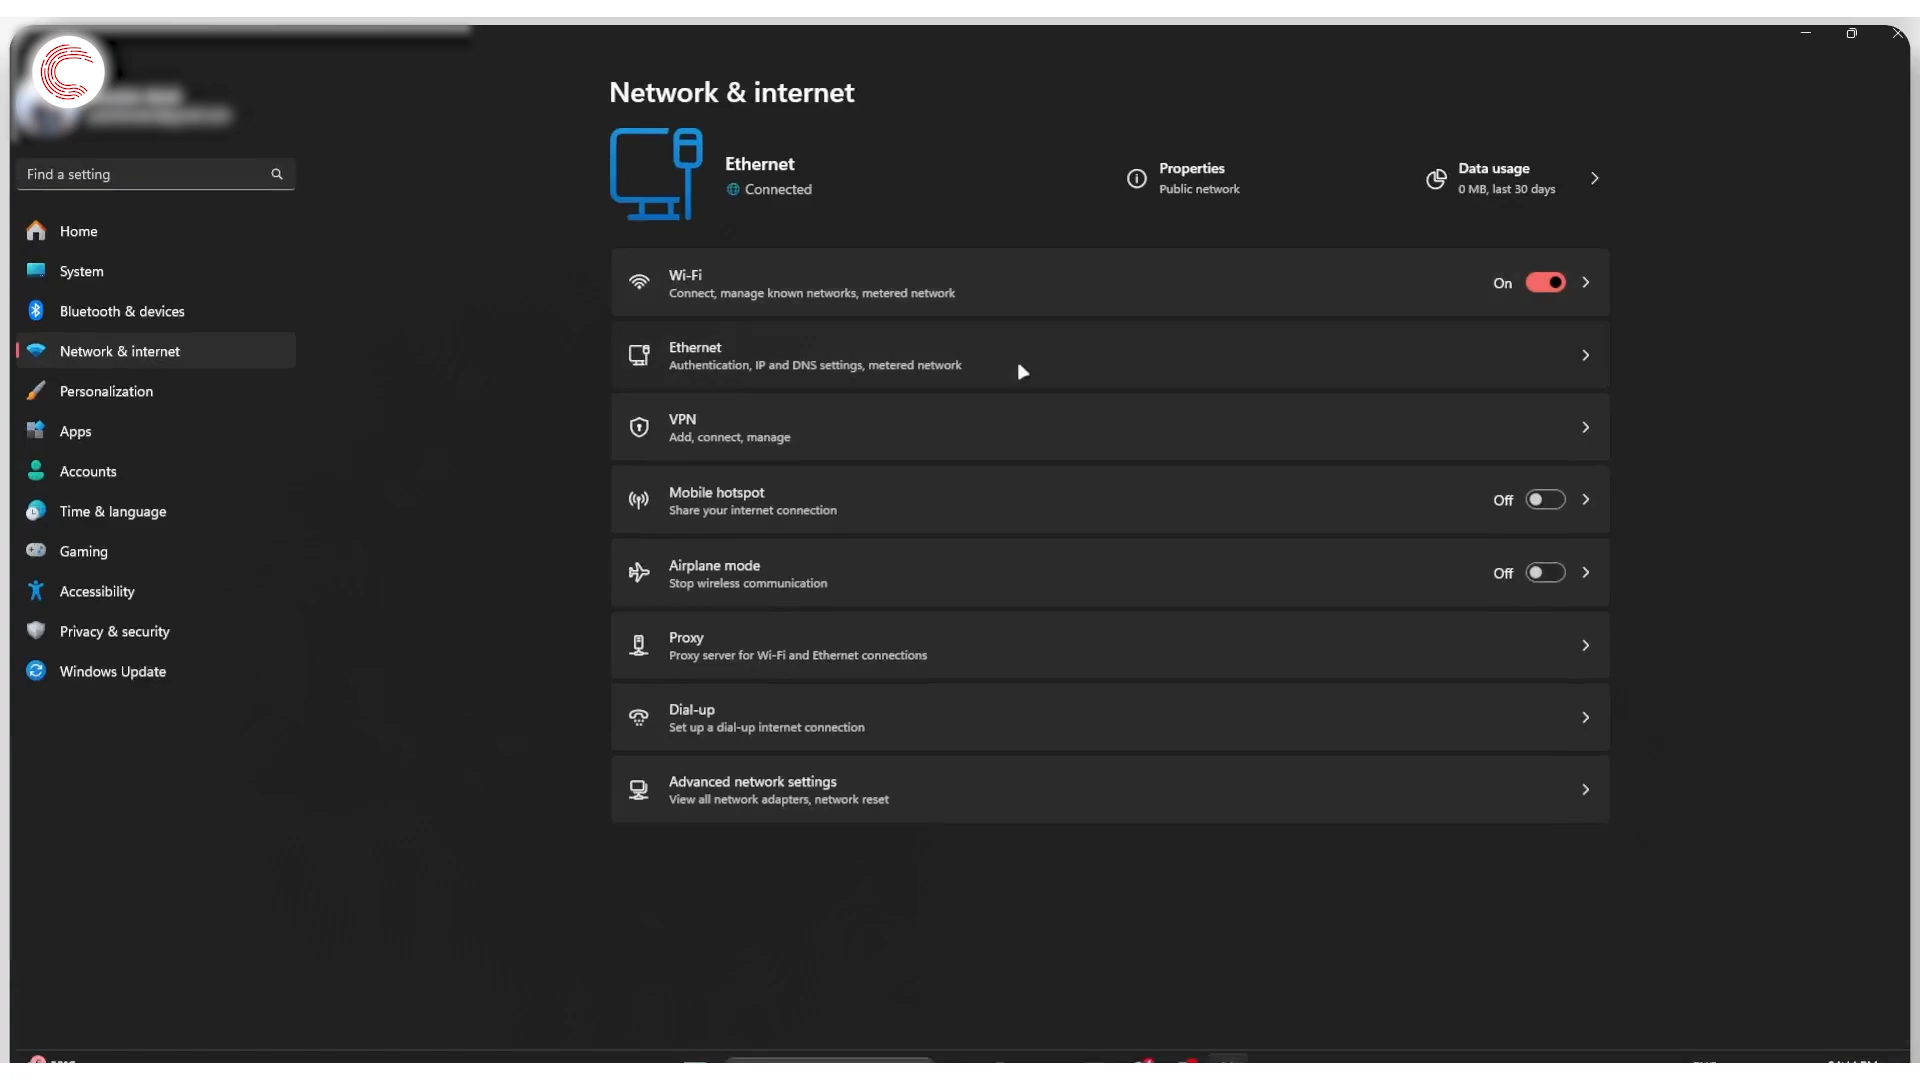 Network & internet
Ethernet
Connected
Properties
Public network
Data usage
0 MB, last 30 days
Find a setting
Home
System
Bluetooth & devices
Network & internet
Personalization
Apps
Accounts
Time & language
Gaming
Accessibility
Privacy & security
Windows Update
Wi-Fi
Connect, manage known networks, metered network
On
Ethernet
Authentication, IP and DNS settings, metered network
VPN
Add, connect, manage
Mobile hotspot
Share your internet connection
Off
Airplane mode
Stop wireless communication
Off
Proxy
Proxy server for Wi-Fi and Ethernet connections
Dial-up
Set up a dial-up internet connection
Advanced network settings
View all network adapters, network reset